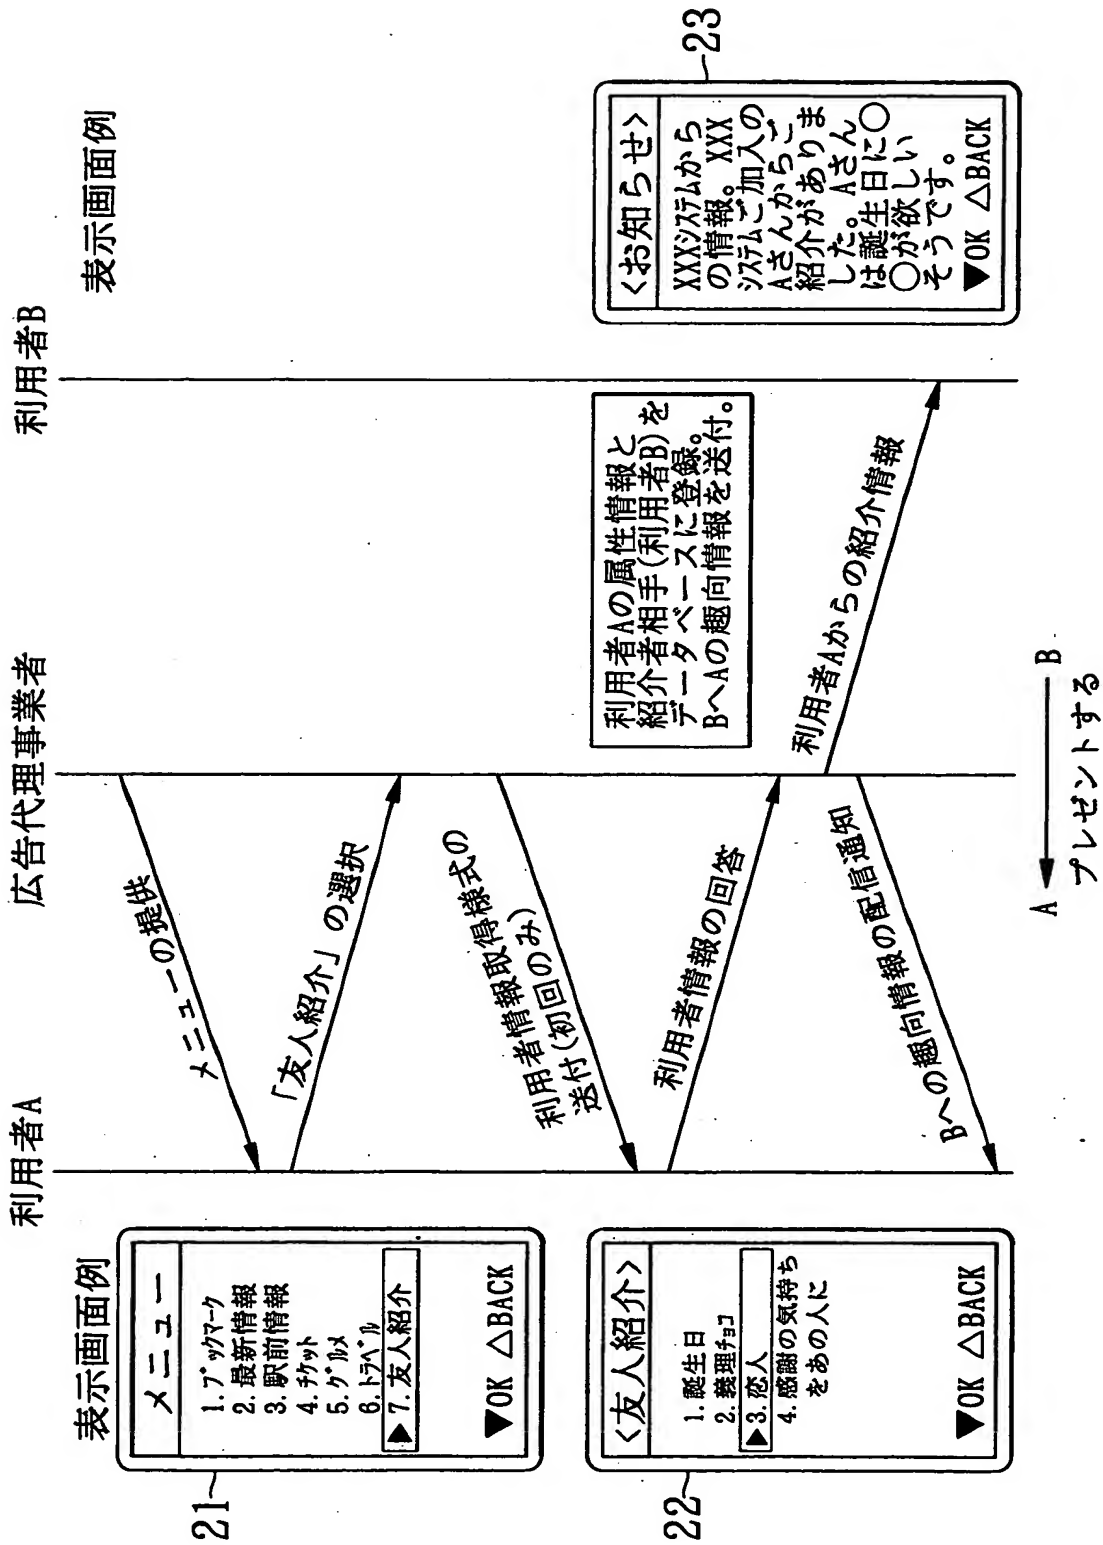 利用者A
広告代理事業者
利用者B
表示画面例
表示画面例
メニュー
1.ブックマーク
2.最新情報
3.駅前情報
4.チケット
5.グルメ
6.トラベル
▶7.友人紹介
▼OK △BACK
21
メニューの提供
「友人紹介」の選択
利用者情報取得様式の
送付(初回のみ)
利用者情報の回答
Bへの趣向情報の配信通知
<友人紹介>
1.誕生日
2.義理チョコ
▶3.恋人
4.感謝の気持ち
をあの人に
▼OK △BACK
22
利用者Aの属性情報と
紹介者相手(利用者B)を
データベースに登録。
BへAの趣向情報を送付。
利用者Aからの紹介情報
<お知らせ>
XXXシステムから
の情報。XXX
システムご加入の
Aさんからご
紹介がありま
した。Aさん
は誕生日に○
○が欲しい
そうです。
▼OK △BACK
23
A ← B
プレゼントする